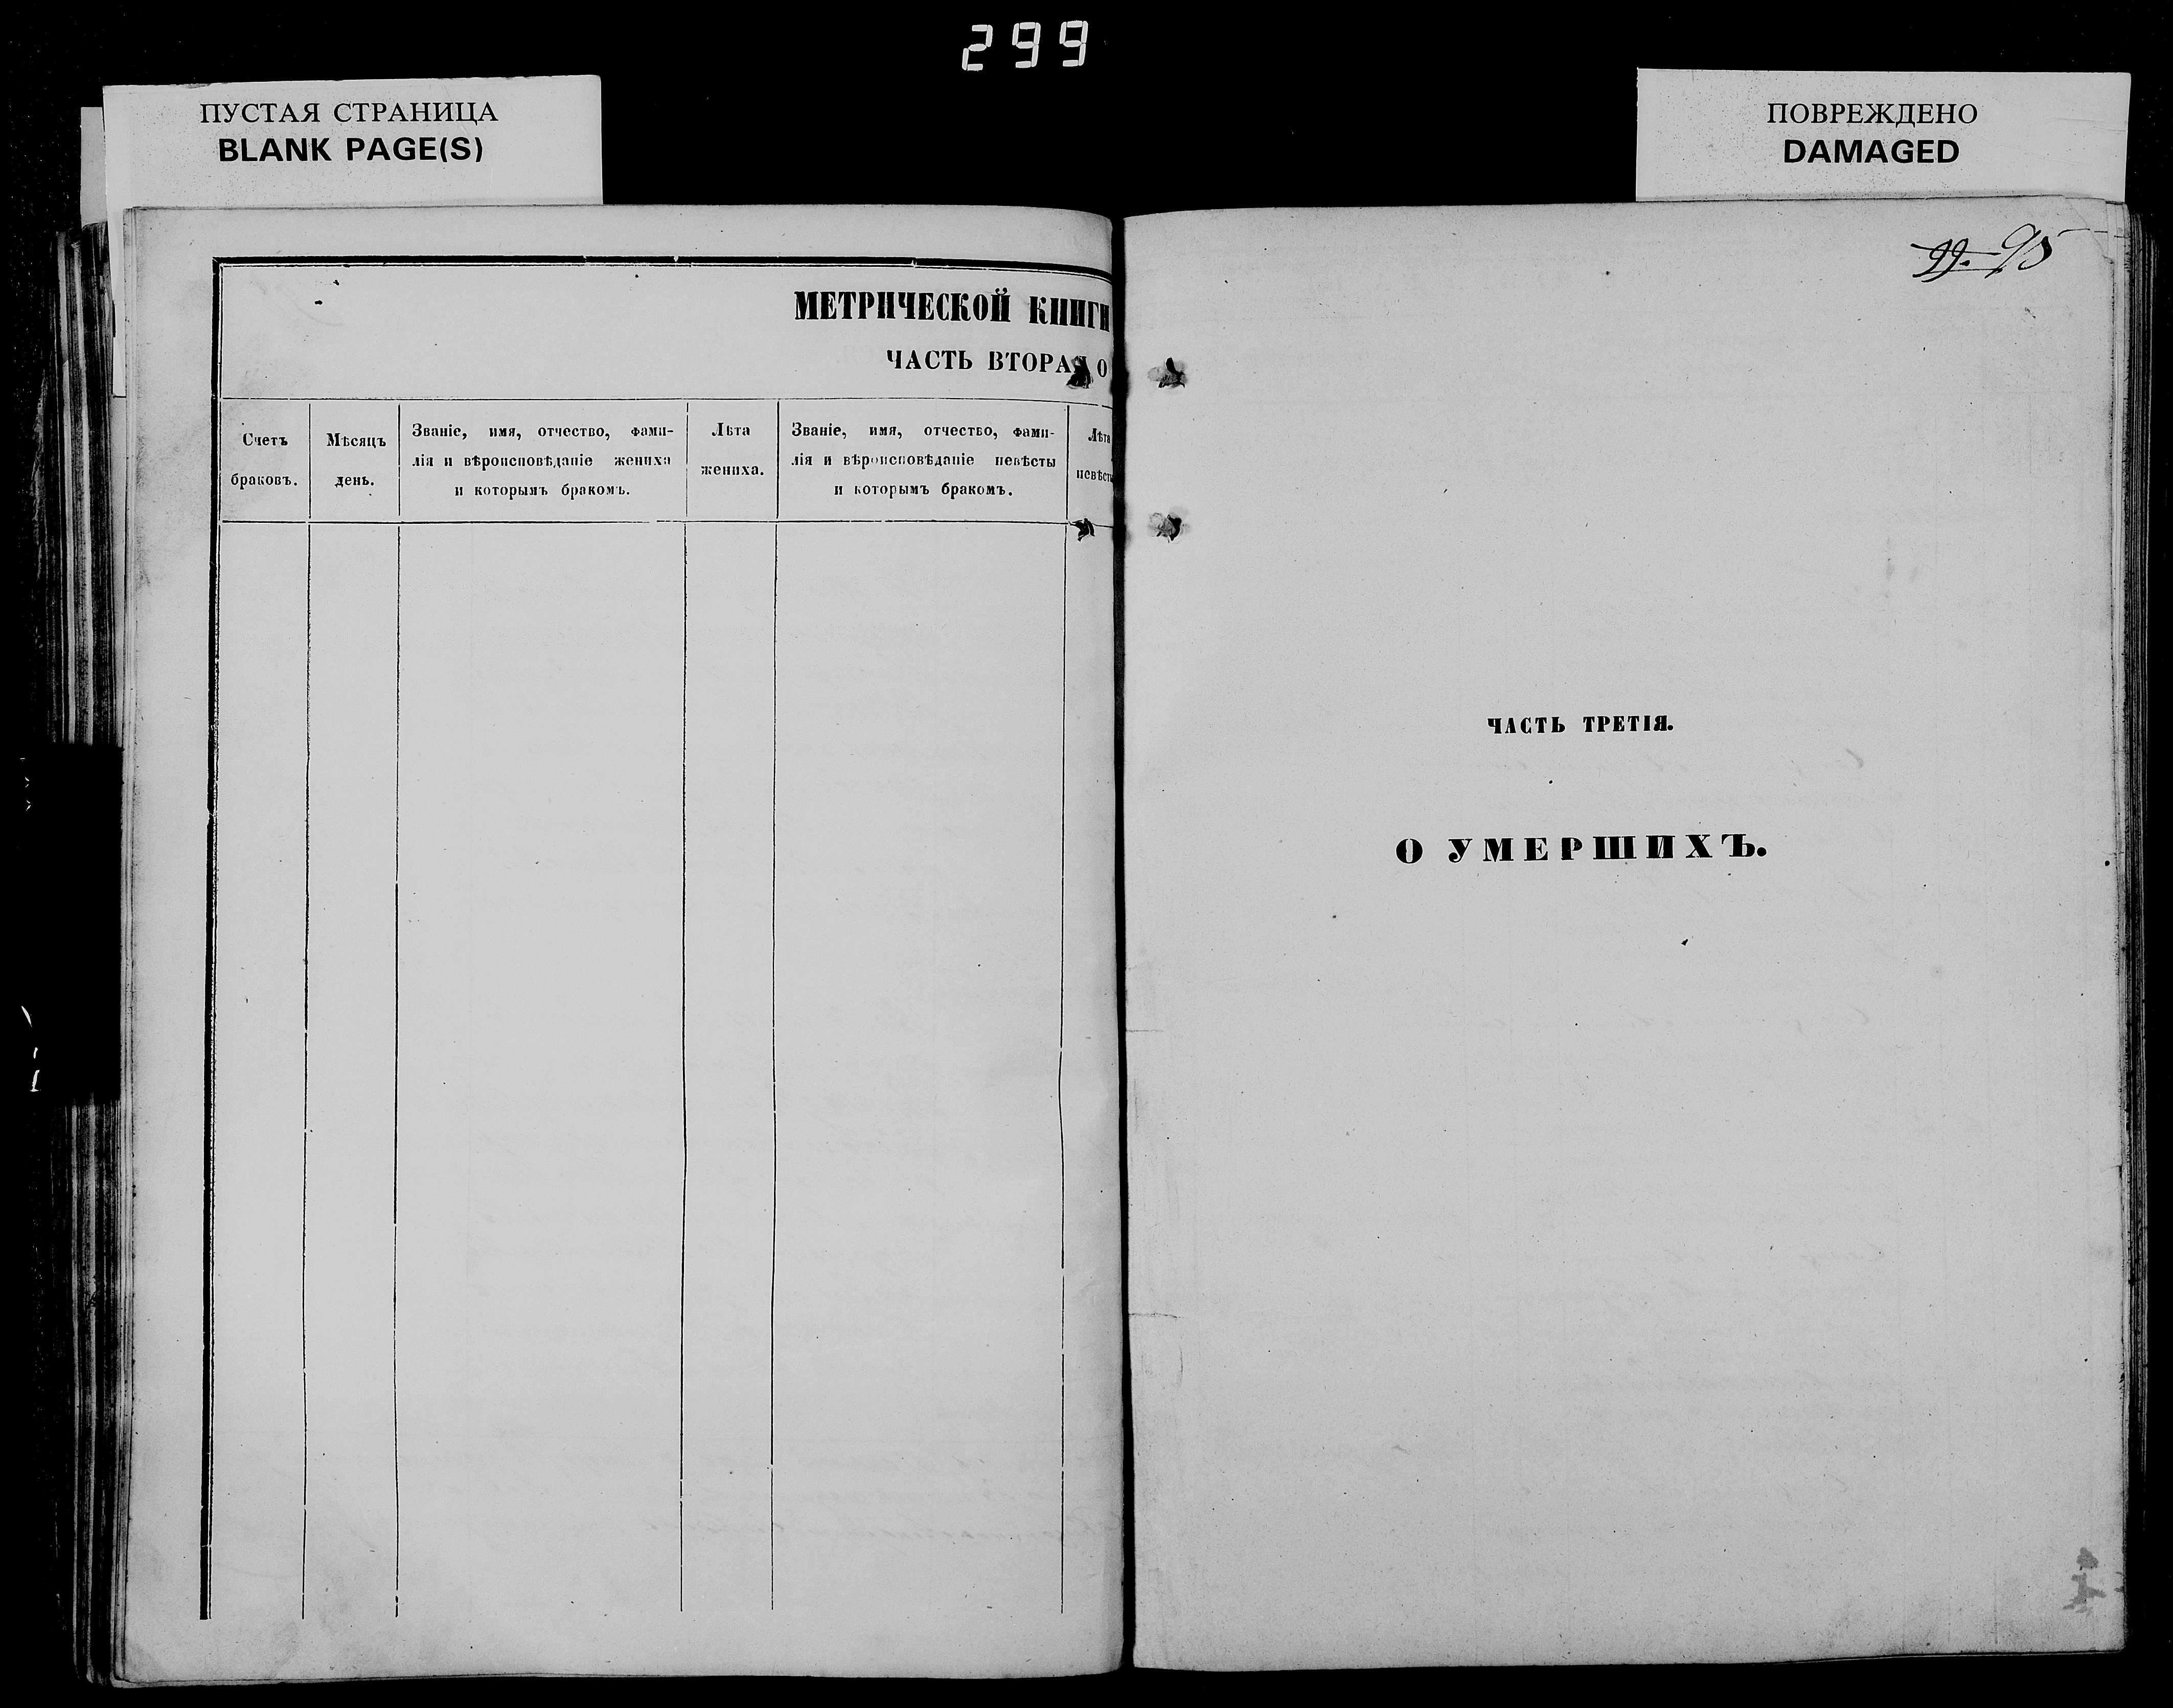 299
ПУСТАЯ СТРАНИЦА
BLANK PAGE(S)
ПОВРЕЖДЕНО
DAMAGED
МЕТРИЧЕСКОЙ КНИГИ
ЧАСТЬ ВТОРАЯ О
Счетъ
браковъ.
Мѣсяцъ
день.
Званіе, имя, отчество, фами-
лія и вѣроисповѣданіе жениха
и которымъ бракомъ.
Лѣта
жениха.
Званіе, имя, отчество, фами-
лія и вѣроисповѣданіе невѣсты
и которымъ бракомъ.
Лѣта
невѣсты
99. 95
ЧАСТЬ ТРЕТІЯ.
О УМЕРШИХЪ.